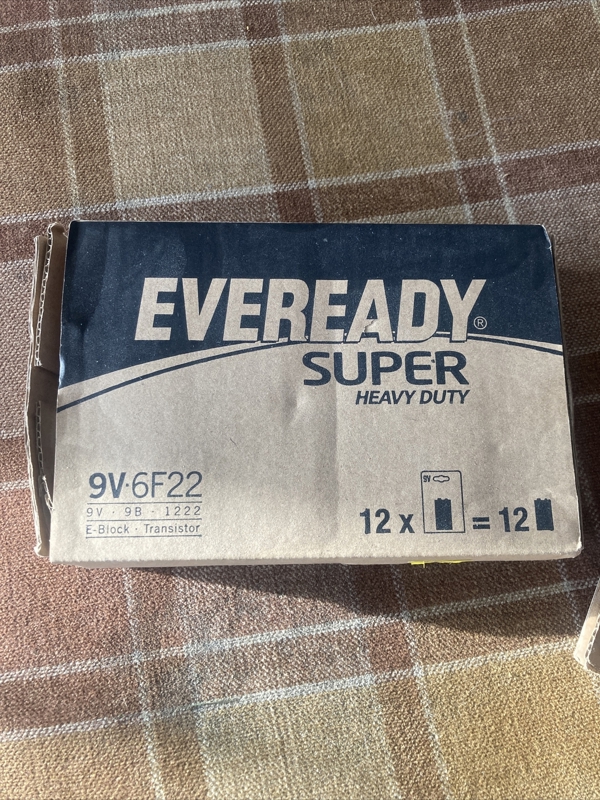 EVEREADY®
SUPER
HEAVY DUTY
9V·6F22
9V · 9B · 1222
E-Block · Transistor
9V
12 x = 12